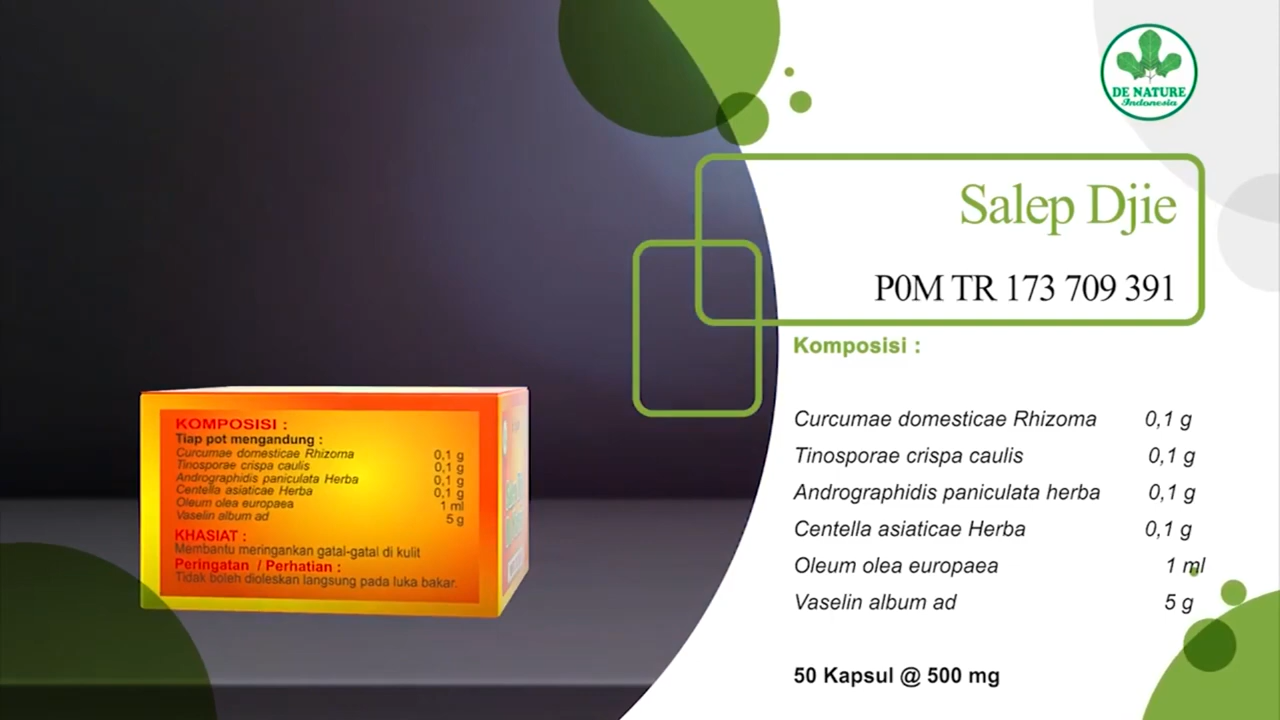 DE NATURE
Indonesia
Salep Djie
P0M TR 173 709 391
Komposisi :
Curcumae domesticae Rhizoma 0,1 g
Tinosporae crispa caulis 0,1 g
Andrographidis paniculata herba 0,1 g
Centella asiaticae Herba 0,1 g
Oleum olea europaea 1 ml
Vaselin album ad 5 g
50 Kapsul @ 500 mg
KOMPOSISI :
Tiap pot mengandung :
Curcumae domesticae Rhizoma 0,1 g
Tinosporae crispa caulis 0,1 g
Andrographidis paniculata Herba 0,1 g
Centella asiaticae Herba 0,1 g
Oleum olea europaea 1 ml
Vaselin album ad 5 g
KHASIAT :
Membantu meringankan gatal-gatal di kulit
Peringatan / Perhatian :
Tidak boleh dioleskan langsung pada luka bakar.